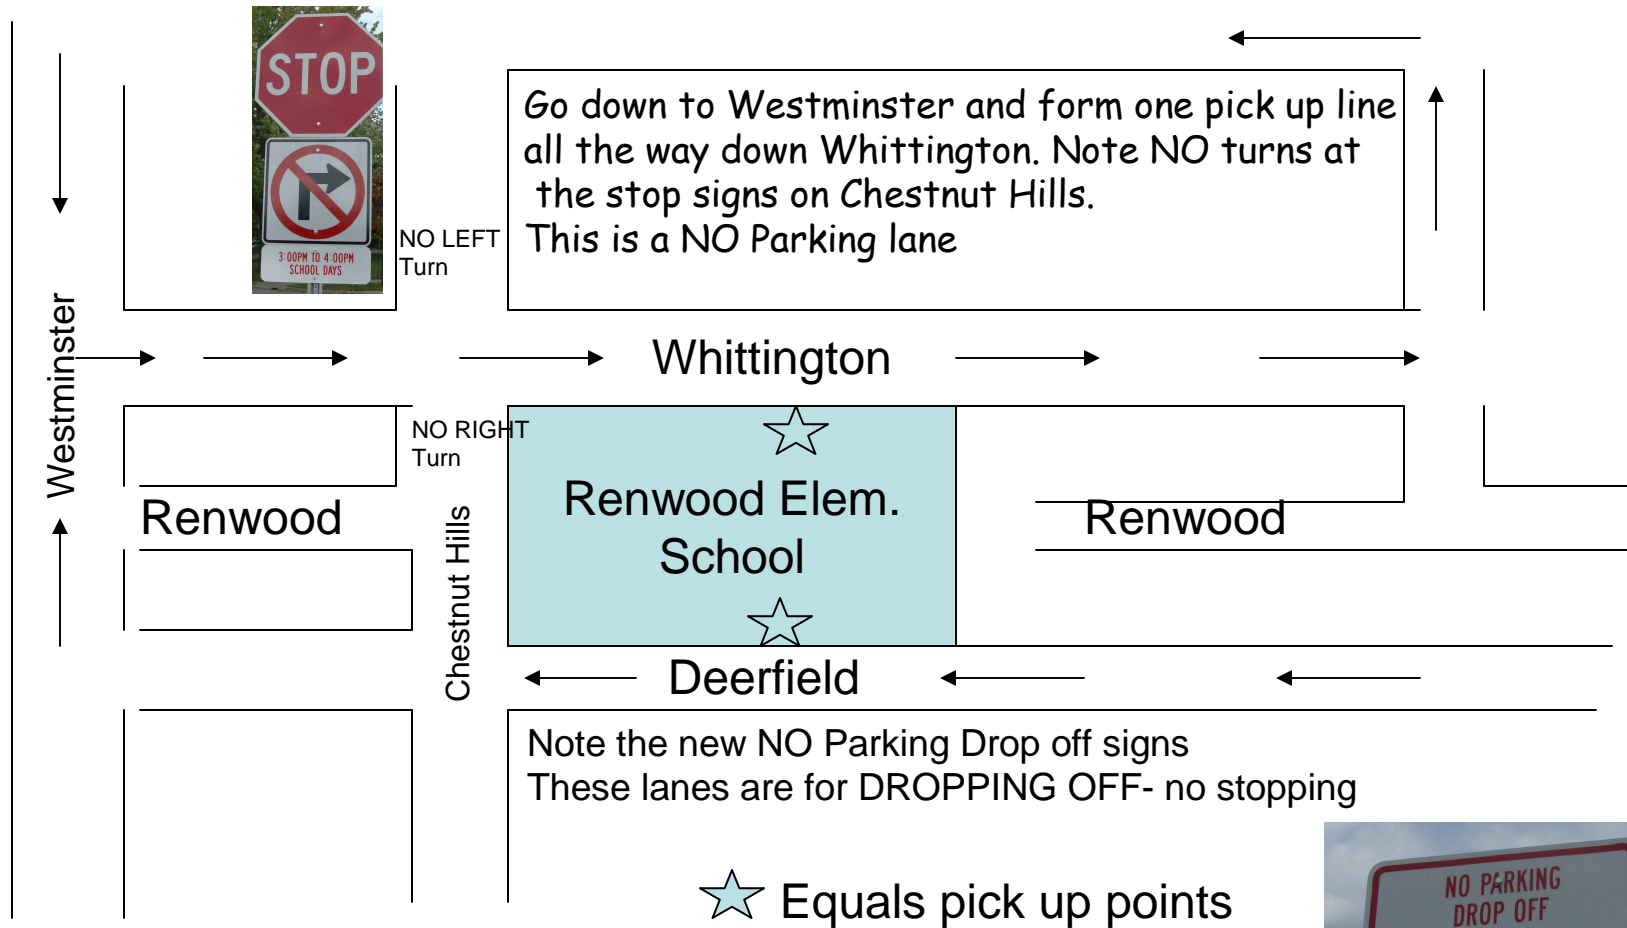 STOP
3:00PM TO 4:00PM
SCHOOL DAYS
NO LEFT
Turn
Go down to Westminster and form one pick up line
all the way down Whittington. Note NO turns at
the stop signs on Chestnut Hills.
This is a NO Parking lane
Westminster
Whittington
NO RIGHT
Turn
Renwood
Chestnut Hills
Renwood Elem.
School
Renwood
Deerfield
Note the new NO Parking Drop off signs
These lanes are for DROPPING OFF- no stopping
Equals pick up points
NO PARKING
DROP OFF